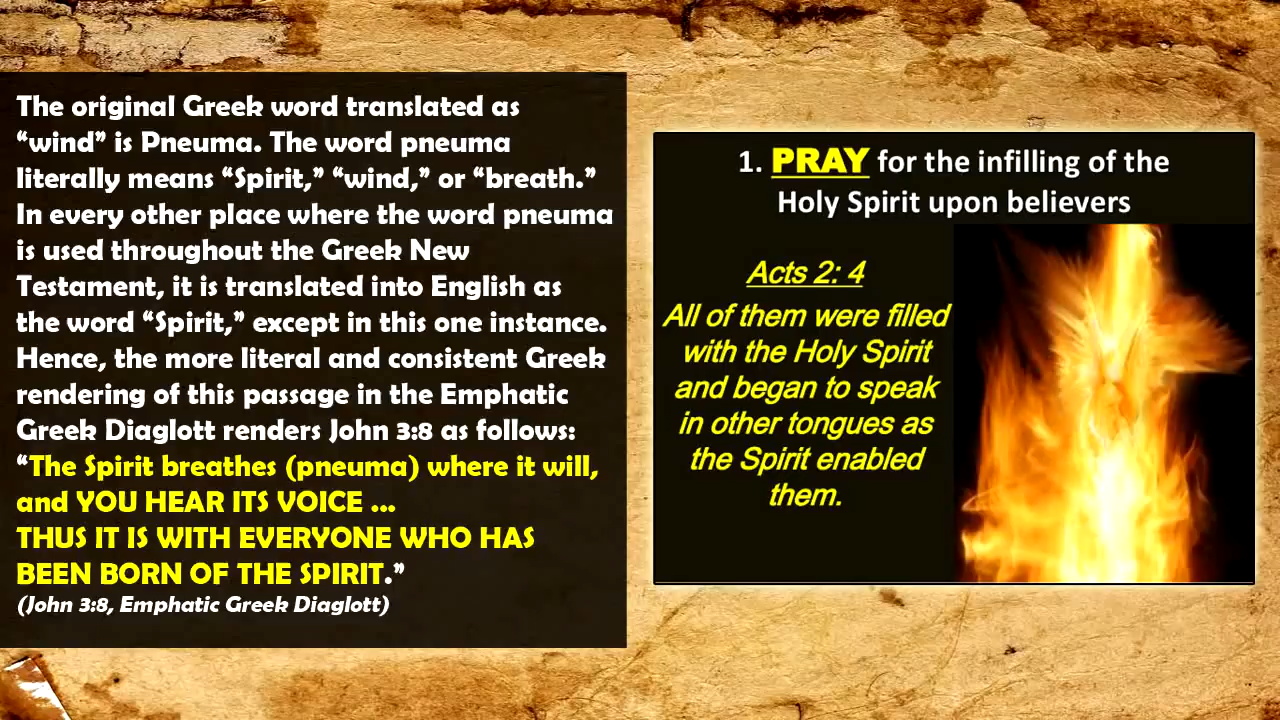 The original Greek word translated as
“wind” is Pneuma. The word pneuma
literally means “Spirit,” “wind,” or “breath.”
In every other place where the word pneuma
is used throughout the Greek New
Testament, it is translated into English as
the word “Spirit,” except in this one instance.
Hence, the more literal and consistent Greek
rendering of this passage in the Emphatic
Greek Diaglott renders John 3:8 as follows:
“The Spirit breathes (pneuma) where it will,
and YOU HEAR ITS VOICE ...
THUS IT IS WITH EVERYONE WHO HAS
BEEN BORN OF THE SPIRIT.”
(John 3:8, Emphatic Greek Diaglott)
1. PRAY for the infilling of the
Holy Spirit upon believers
Acts 2: 4
All of them were filled
with the Holy Spirit
and began to speak
in other tongues as
the Spirit enabled
them.